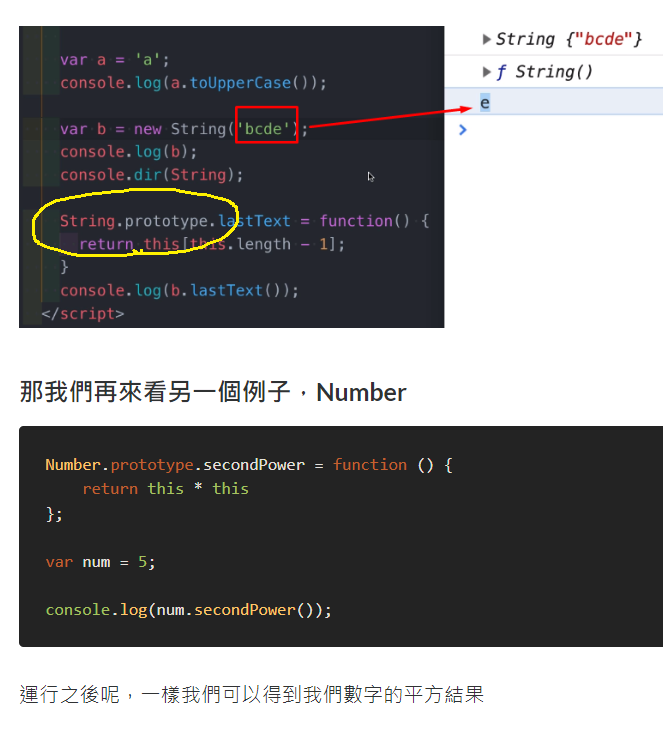 var a = 'a';
console.log(a.toUpperCase());
var b = new String('bcde');
console.log(b);
console.dir(String);
String.prototype.lastText = function() {
return this[this.length - 1];
}
console.log(b.lastText());
</script>
▶String {"bcde"}
▶ƒ String()
e
>
那我們再來看另一個例子，Number
Number.prototype.secondPower = function () {
return this * this
};
var num = 5;
console.log(num.secondPower());
運行之後呢，一樣我們可以得到我們數字的平方結果